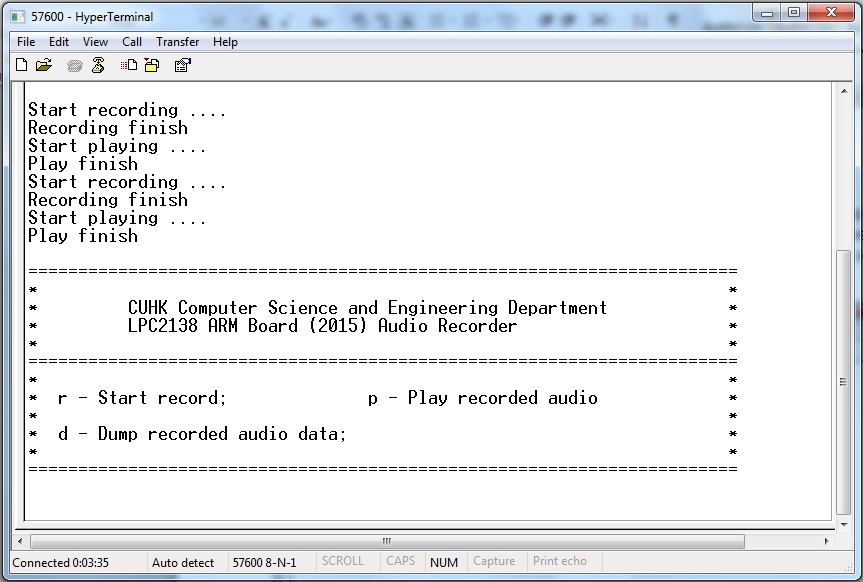 57600 - HyperTerminal
File Edit View Call Transfer Help
Start recording ....
Recording finish
Start playing ....
Play finish
Start recording ....
Recording finish
Start playing ....
Play finish
=======================================================================
* *
* CUHK Computer Science and Engineering Department *
* LPC2138 ARM Board (2015) Audio Recorder *
* *
=======================================================================
* *
* r - Start record; p - Play recorded audio *
* *
* d - Dump recorded audio data; *
* *
=======================================================================
Connected 0:03:35 Auto detect 57600 8-N-1 SCROLL CAPS NUM Capture Print echo